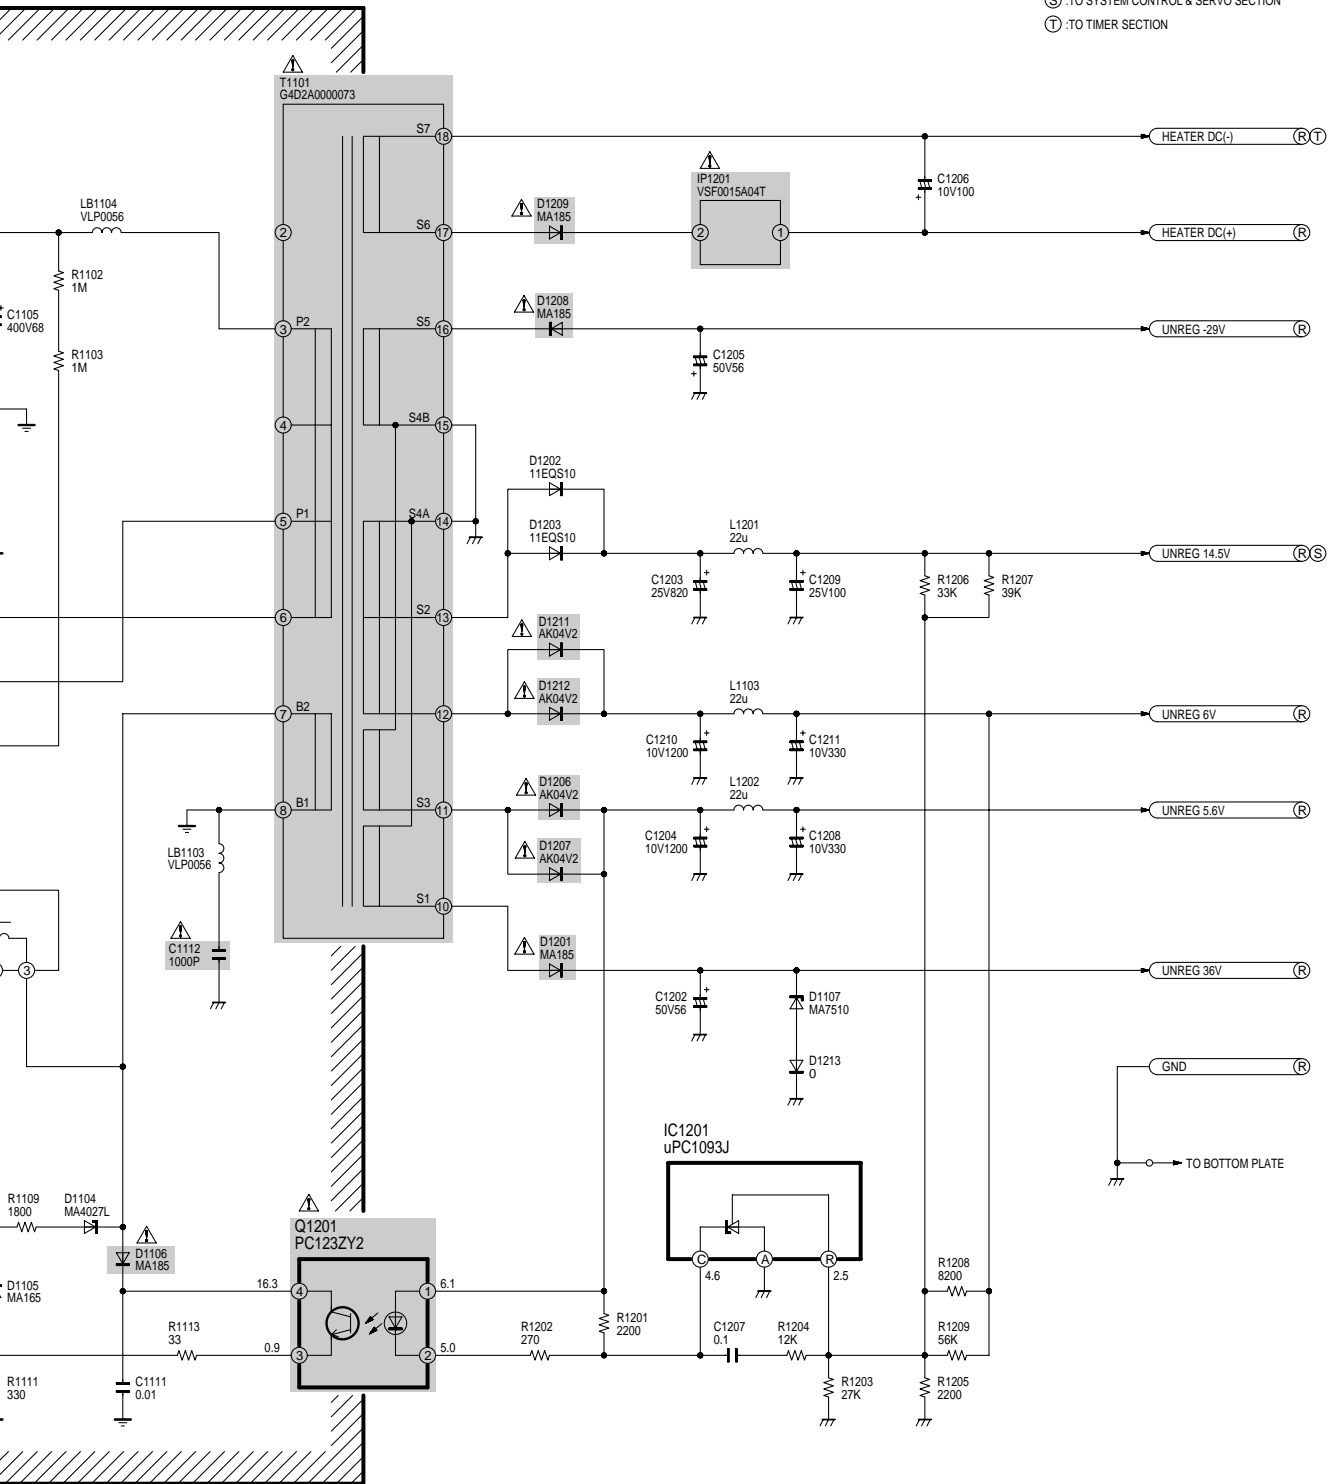 Ⓢ :TO SYSTEM CONTROL & SERVO SECTION
Ⓣ :TO TIMER SECTION
T1101
G4D2A0000073
S7
18
HEATER DC(-)
R T
IP1201
VSF0015A04T
C1206
10V100
LB1104
VLP0056
D1209
MA185
2
S6
17
2
1
HEATER DC(+)
R
R1102
1M
C1105
400V68
D1208
MA185
3
P2
S5
16
UNREG -29V
R
R1103
1M
C1205
50V56
4
S4B
15
D1202
11EQS10
5
P1
S4A
14
D1203
11EQS10
L1201
22u
UNREG 14.5V
R S
C1203
25V820
C1209
25V100
R1206
33K
R1207
39K
6
S2
13
D1211
AK04V2
D1212
AK04V2
L1103
22u
7
B2
12
UNREG 6V
R
C1210
10V1200
C1211
10V330
D1206
AK04V2
L1202
22u
8
B1
S3
11
UNREG 5.6V
R
LB1103
VLP0056
D1207
AK04V2
C1204
10V1200
C1208
10V330
S1
10
C1112
1000P
D1201
MA185
3
UNREG 36V
R
C1202
50V56
D1107
MA7510
D1213
0
GND
R
IC1201
uPC1093J
TO BOTTOM PLATE
R1109
1800
D1104
MA4027L
Q1201
PC123ZY2
D1106
MA185
C
A
R
4.6
2.5
R1208
8200
D1105
MA165
16.3
4
1
6.1
R1201
2200
R1113
33
R1202
270
C1207
0.1
R1204
12K
R1209
56K
0.9
3
2
5.0
R1111
330
C1111
0.01
R1203
27K
R1205
2200